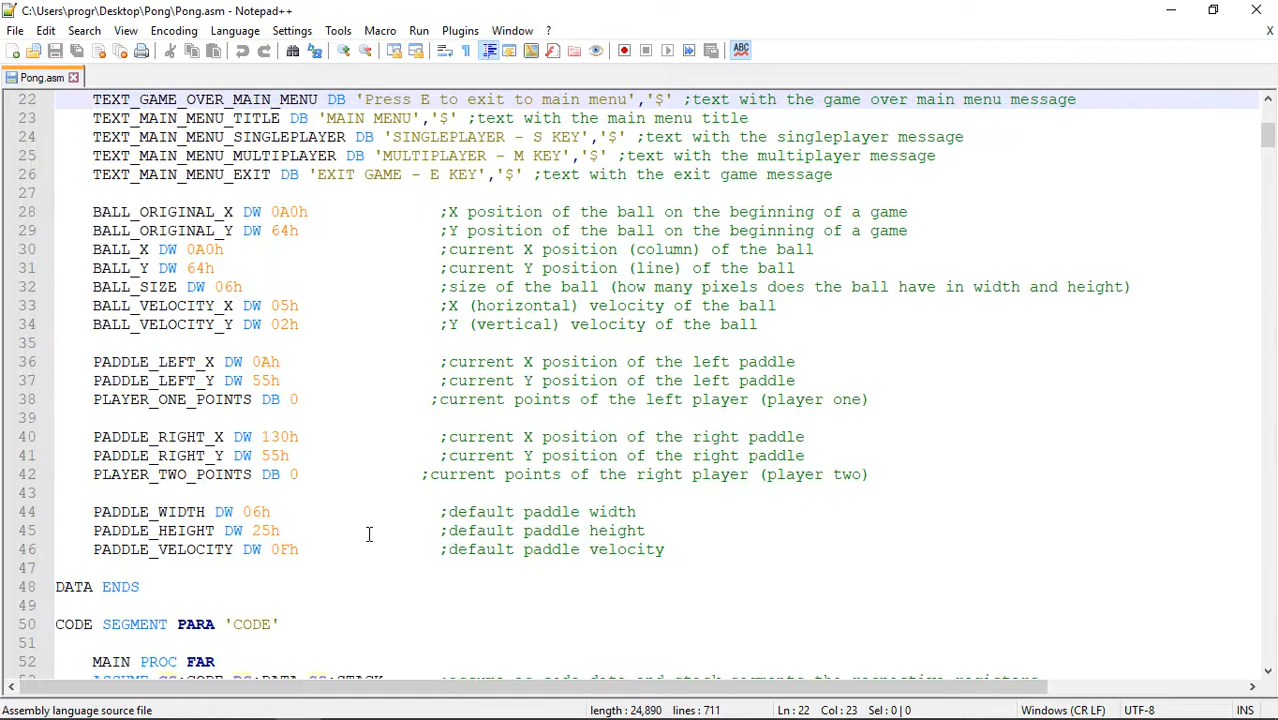 C:\Users\progr\Desktop\Pong\Pong.asm - Notepad++
File Edit Search View Encoding Language Settings Tools Macro Run Plugins Window ?
X
ABC
Pong.asm
22 TEXT_GAME_OVER_MAIN_MENU DB 'Press E to exit to main menu','$' ;text with the game over main menu message
23 TEXT_MAIN_MENU_TITLE DB 'MAIN MENU','$' ;text with the main menu title
24 TEXT_MAIN_MENU_SINGLEPLAYER DB 'SINGLEPLAYER - S KEY','$' ;text with the singleplayer message
25 TEXT_MAIN_MENU_MULTIPLAYER DB 'MULTIPLAYER - M KEY','$' ;text with the multiplayer message
26 TEXT_MAIN_MENU_EXIT DB 'EXIT GAME - E KEY','$' ;text with the exit game message
27
28 BALL_ORIGINAL_X DW 0A0h ;X position of the ball on the beginning of a game
29 BALL_ORIGINAL_Y DW 64h ;Y position of the ball on the beginning of a game
30 BALL_X DW 0A0h ;current X position (column) of the ball
31 BALL_Y DW 64h ;current Y position (line) of the ball
32 BALL_SIZE DW 06h ;size of the ball (how many pixels does the ball have in width and height)
33 BALL_VELOCITY_X DW 05h ;X (horizontal) velocity of the ball
34 BALL_VELOCITY_Y DW 02h ;Y (vertical) velocity of the ball
35
36 PADDLE_LEFT_X DW 0Ah ;current X position of the left paddle
37 PADDLE_LEFT_Y DW 55h ;current Y position of the left paddle
38 PLAYER_ONE_POINTS DB 0 ;current points of the left player (player one)
39
40 PADDLE_RIGHT_X DW 130h ;current X position of the right paddle
41 PADDLE_RIGHT_Y DW 55h ;current Y position of the right paddle
42 PLAYER_TWO_POINTS DB 0 ;current points of the right player (player two)
43
44 PADDLE_WIDTH DW 06h ;default paddle width
45 PADDLE_HEIGHT DW 25h ;default paddle height
46 PADDLE_VELOCITY DW 0Fh ;default paddle velocity
47
48 DATA ENDS
49
50 CODE SEGMENT PARA 'CODE'
51
52 MAIN PROC FAR
Assembly language source file length : 24,890 lines : 711 Ln : 22 Col : 23 Sel : 0 | 0 Windows (CR LF) UTF-8 INS